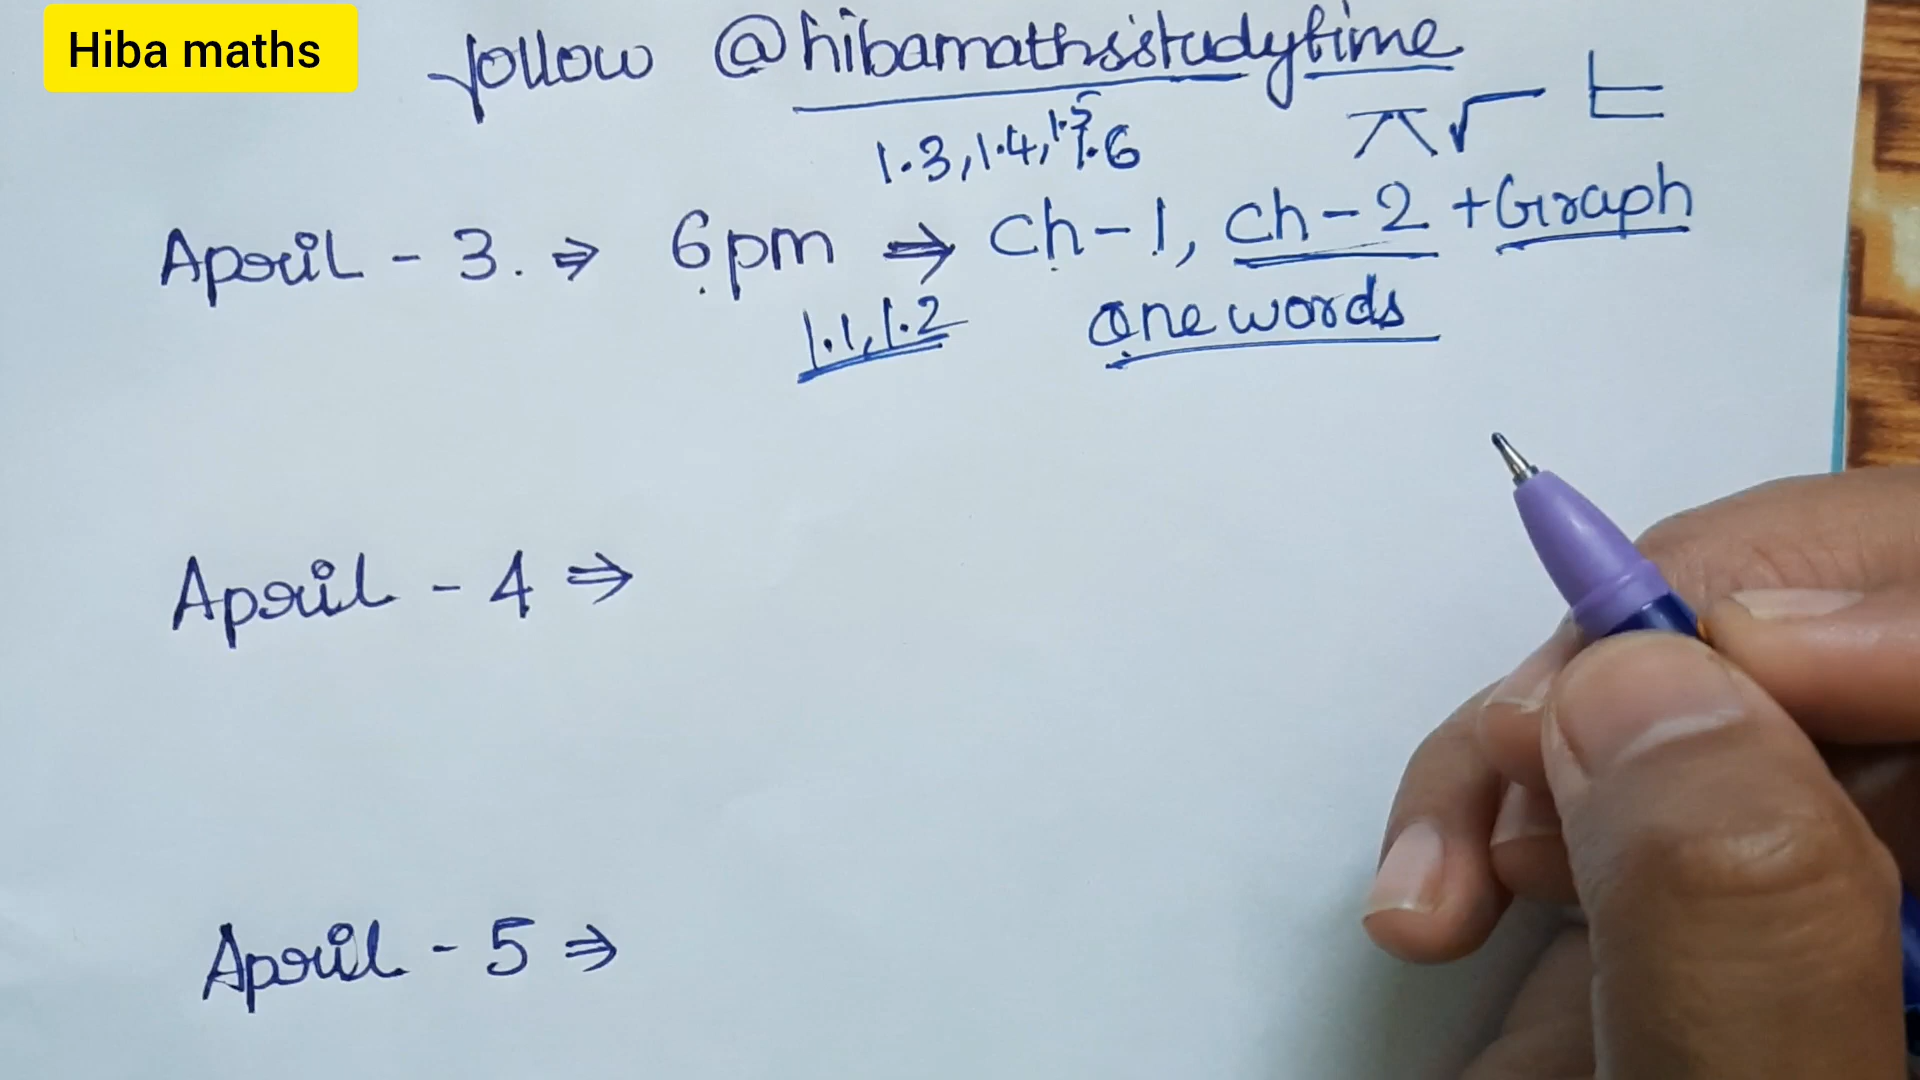 Hiba maths
follow @hibamathsstudytime
1.3, 1.4, 1.5 1.6
April - 3. ⇒ 6pm ⇒ Ch-1, Ch-2 + Graph
1.1, 1.2 one words
April - 4 ⇒
April - 5 ⇒